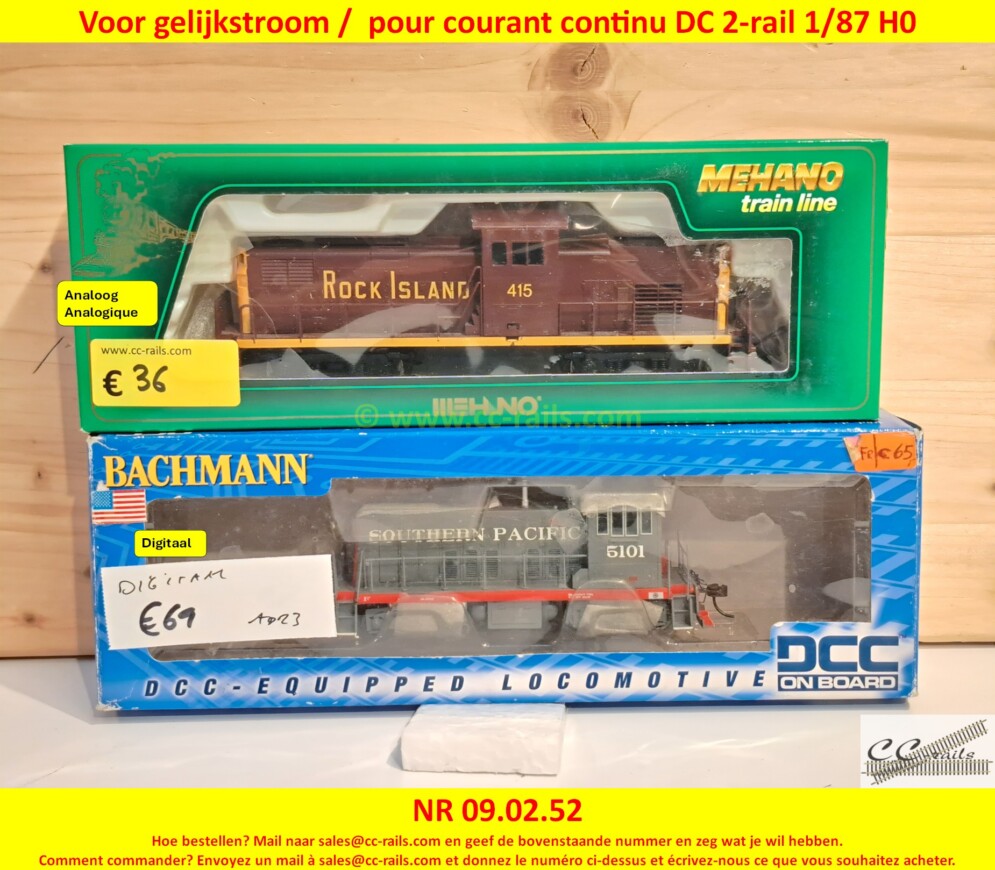 Voor gelijkstroom / pour courant continu DC 2-rail 1/87 H0
MEHANO
train line
ROCK ISLAND
415
Analoog
Analogique
www.cc-rails.com
€ 36
MEHANO
© www.cc-rails.com
BACHMANN
€65
SOUTHERN PACIFIC
5101
Digitaal
DIGITAAL
€69
DCC-EQUIPPED LOCOMOTIVE
DCC
ON BOARD
CC-rails
NR 09.02.52
Hoe bestellen? Mail naar sales@cc-rails.com en geef de bovenstaande nummer en zeg wat je wil hebben.
Comment commander? Envoyez un mail à sales@cc-rails.com et donnez le numéro ci-dessus et écrivez-nous ce que vous souhaitez acheter.